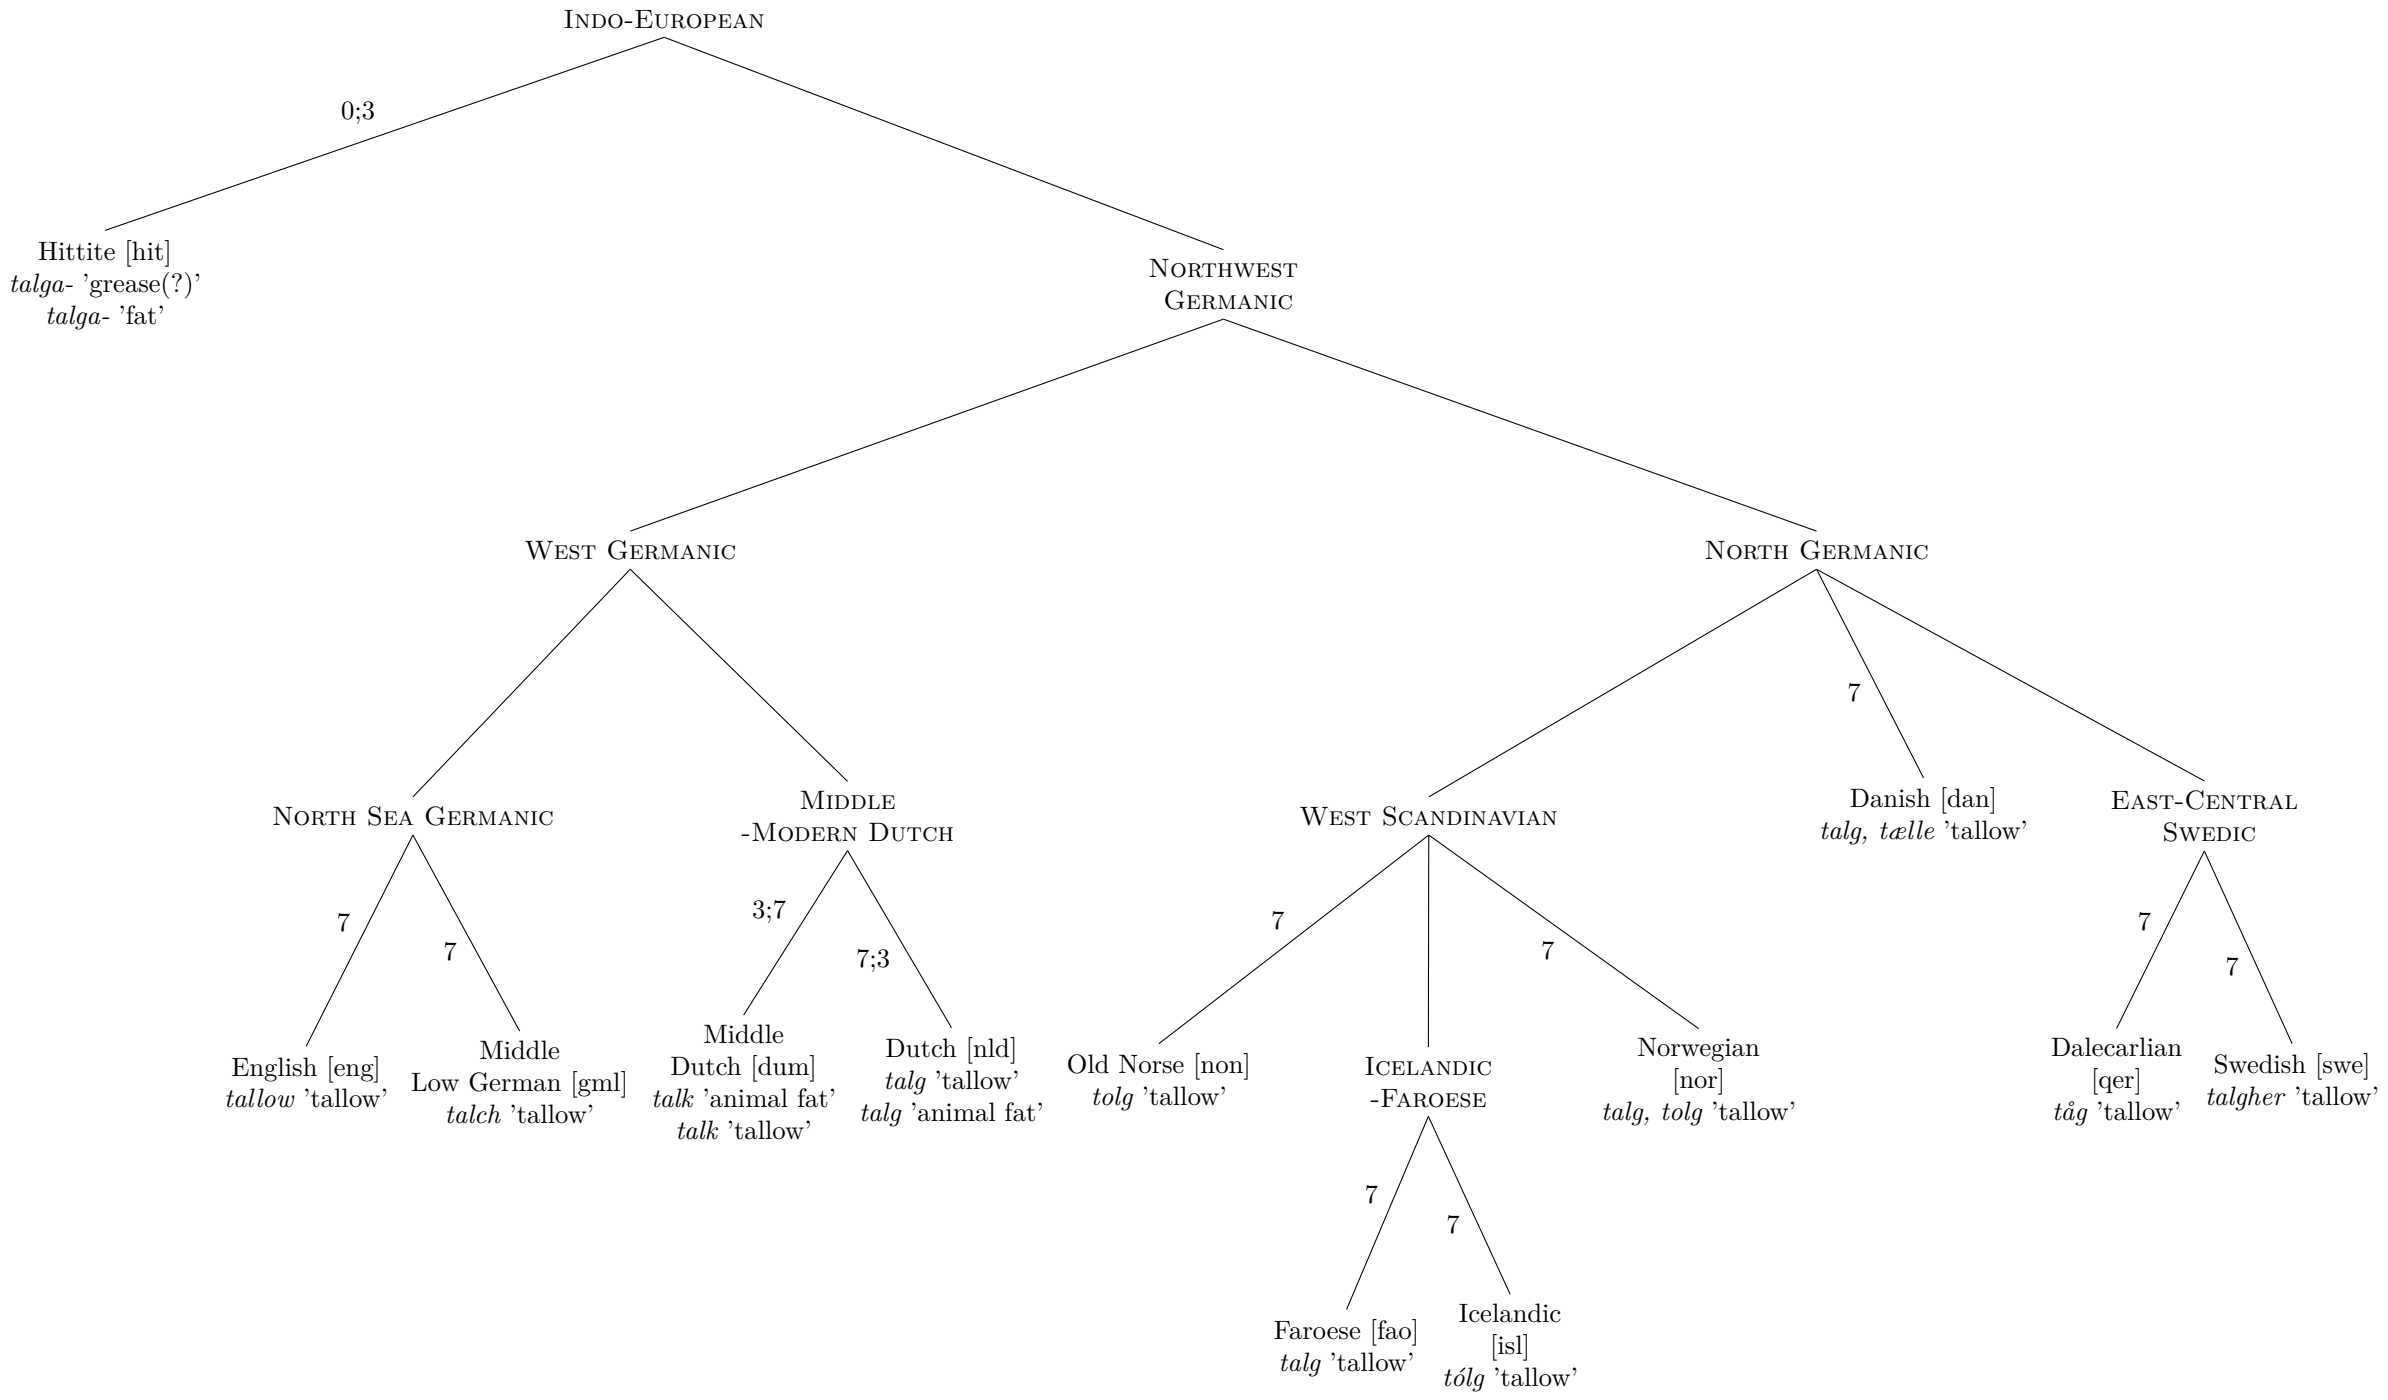 Indo-European
0;3
Hittite [hit]
talga- ’grease(?)’
talga- ’fat’
Northwest
Germanic
West Germanic
North Germanic
North Sea Germanic
Middle
-Modern Dutch
West Scandinavian
7
Danish [dan]
talg, tælle ’tallow’
East-Central
Swedic
7
English [eng]
tallow ’tallow’
7
Middle
Low German [gml]
talch ’tallow’
3;7
Middle
Dutch [dum]
talk ’animal fat’
talk ’tallow’
7;3
Dutch [nld]
talg ’tallow’
talg ’animal fat’
7
Old Norse [non]
tolg ’tallow’
Icelandic
-Faroese
7
Norwegian
[nor]
talg, tolg ’tallow’
7
Dalecarlian
[qer]
tåg ’tallow’
7
Swedish [swe]
talgher ’tallow’
7
Faroese [fao]
talg ’tallow’
7
Icelandic
[isl]
tólg ’tallow’